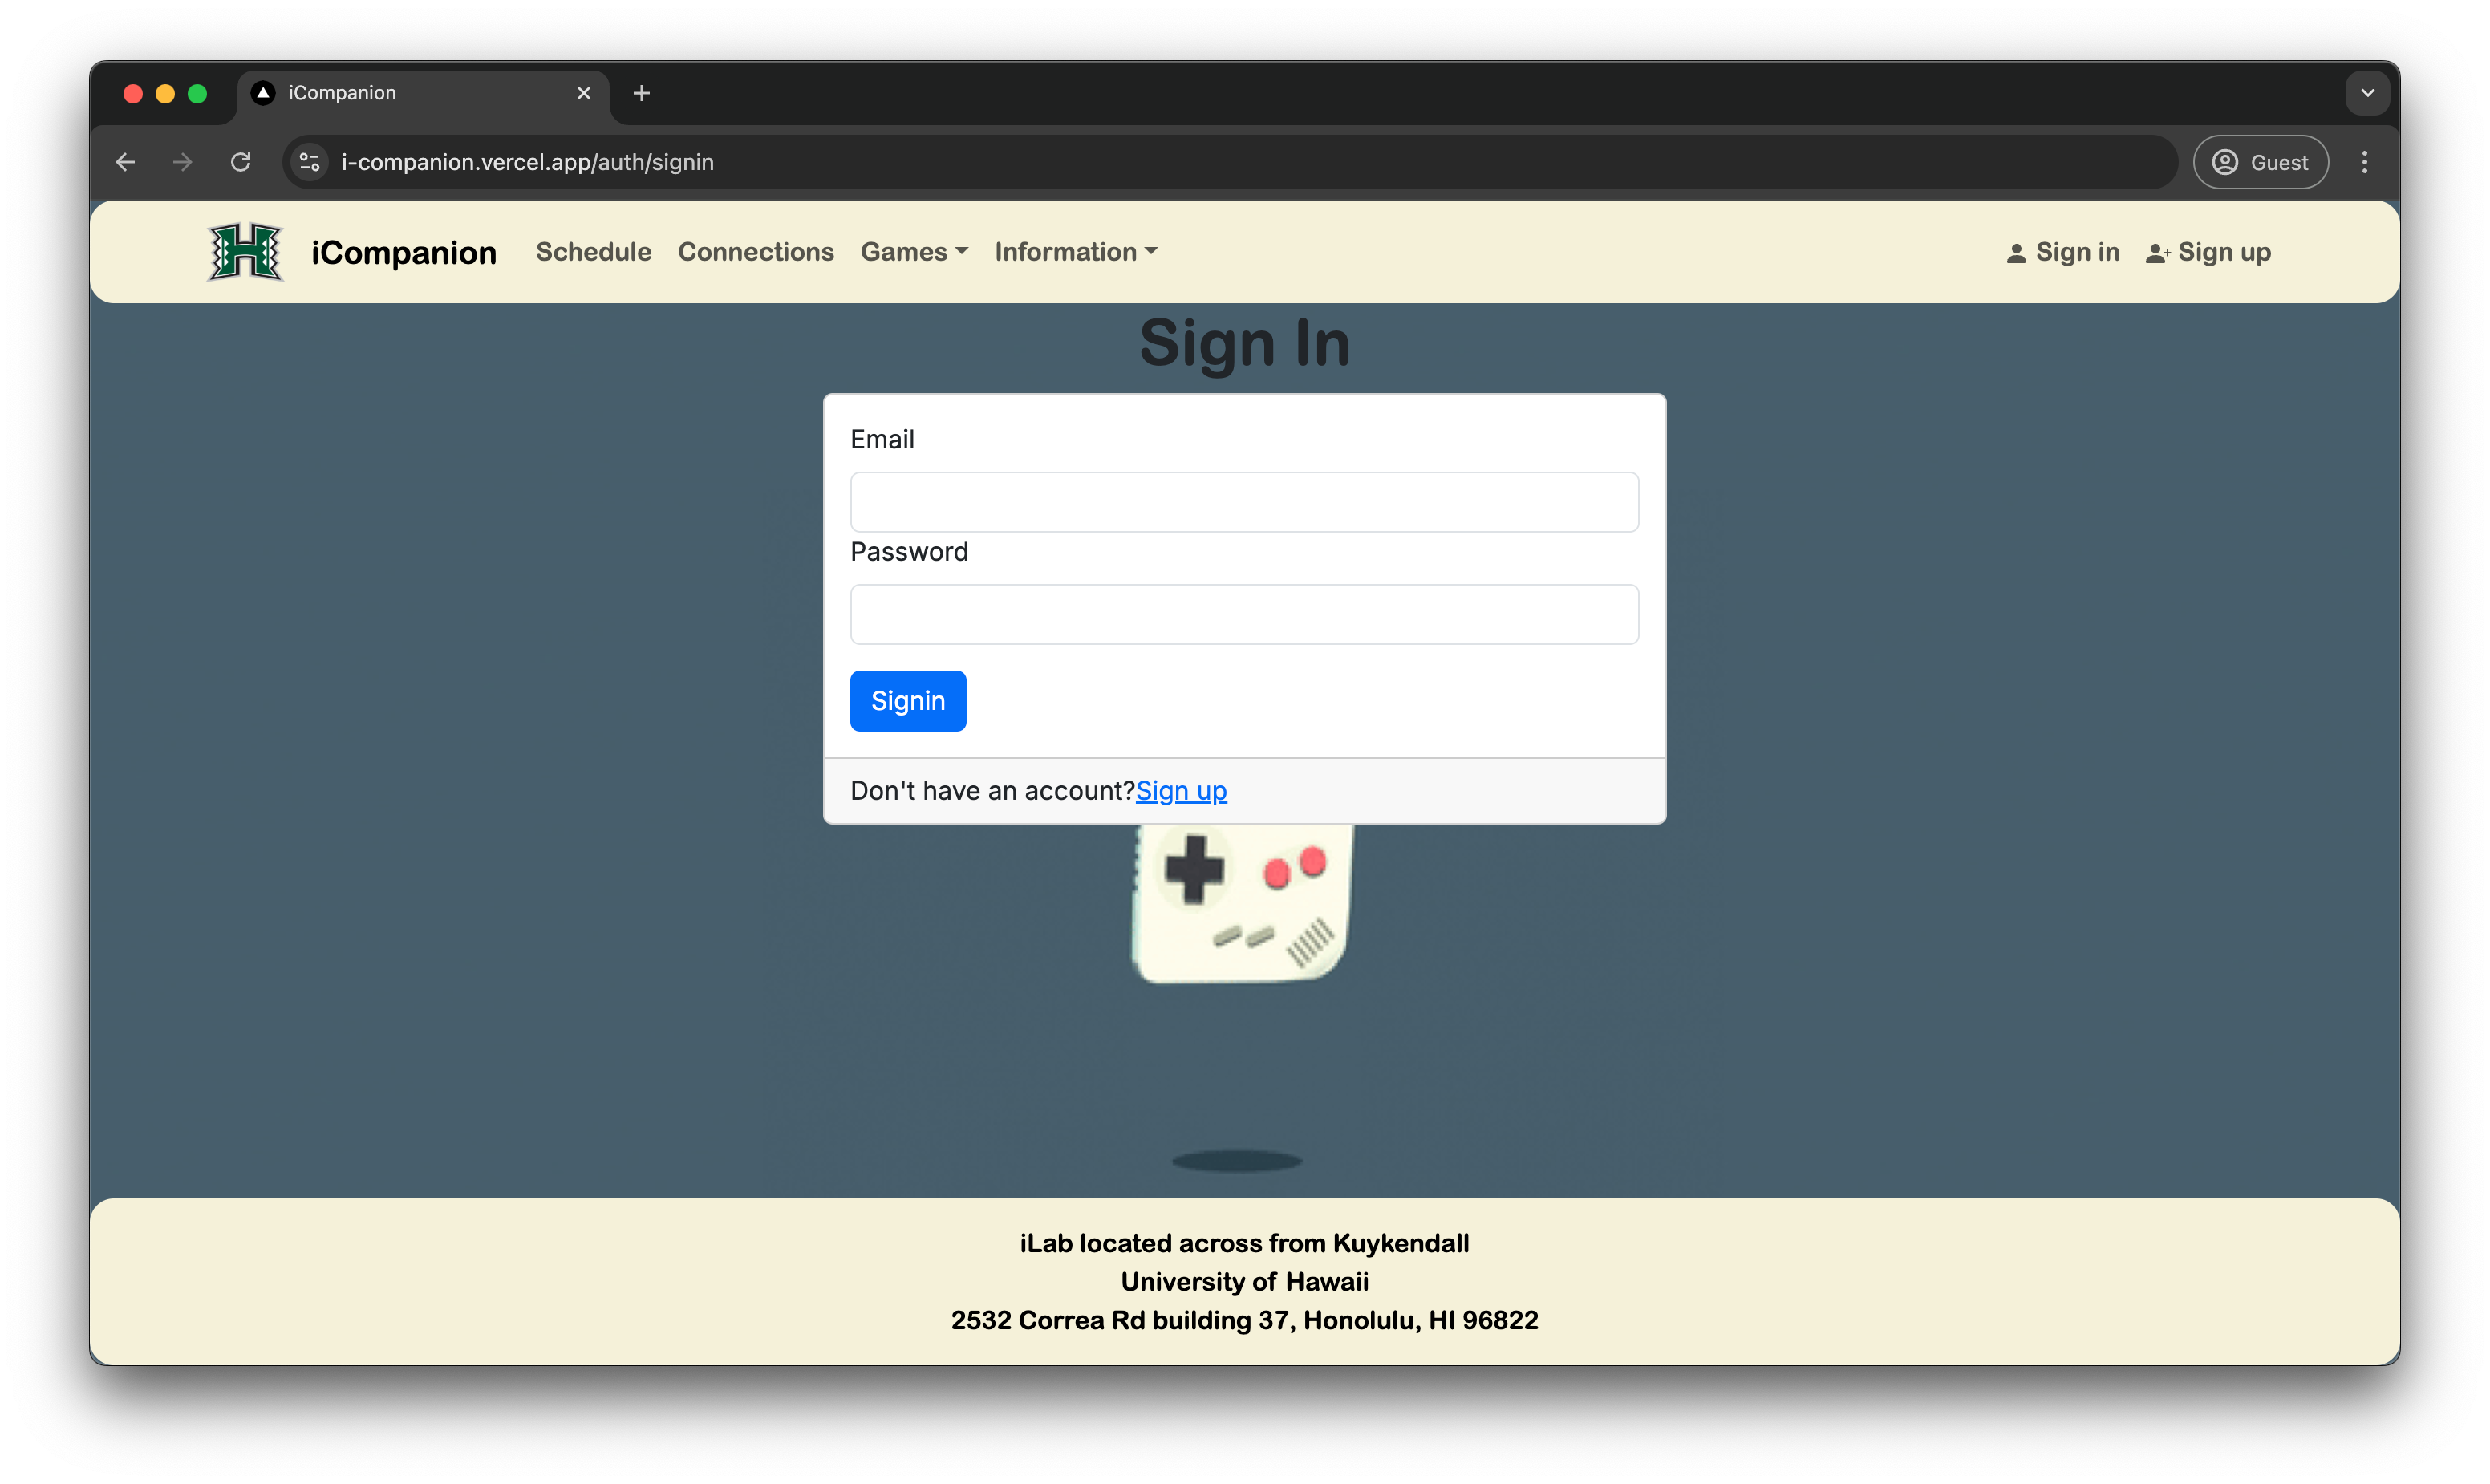 iCompanion
i-companion.vercel.app/auth/signin
Guest
H iCompanion Schedule Connections Games Information Sign in Sign up
Sign In
Email
Password
Signin
Don't have an account?Sign up
iLab located across from Kuykendall
University of Hawaii
2532 Correa Rd building 37, Honolulu, HI 96822